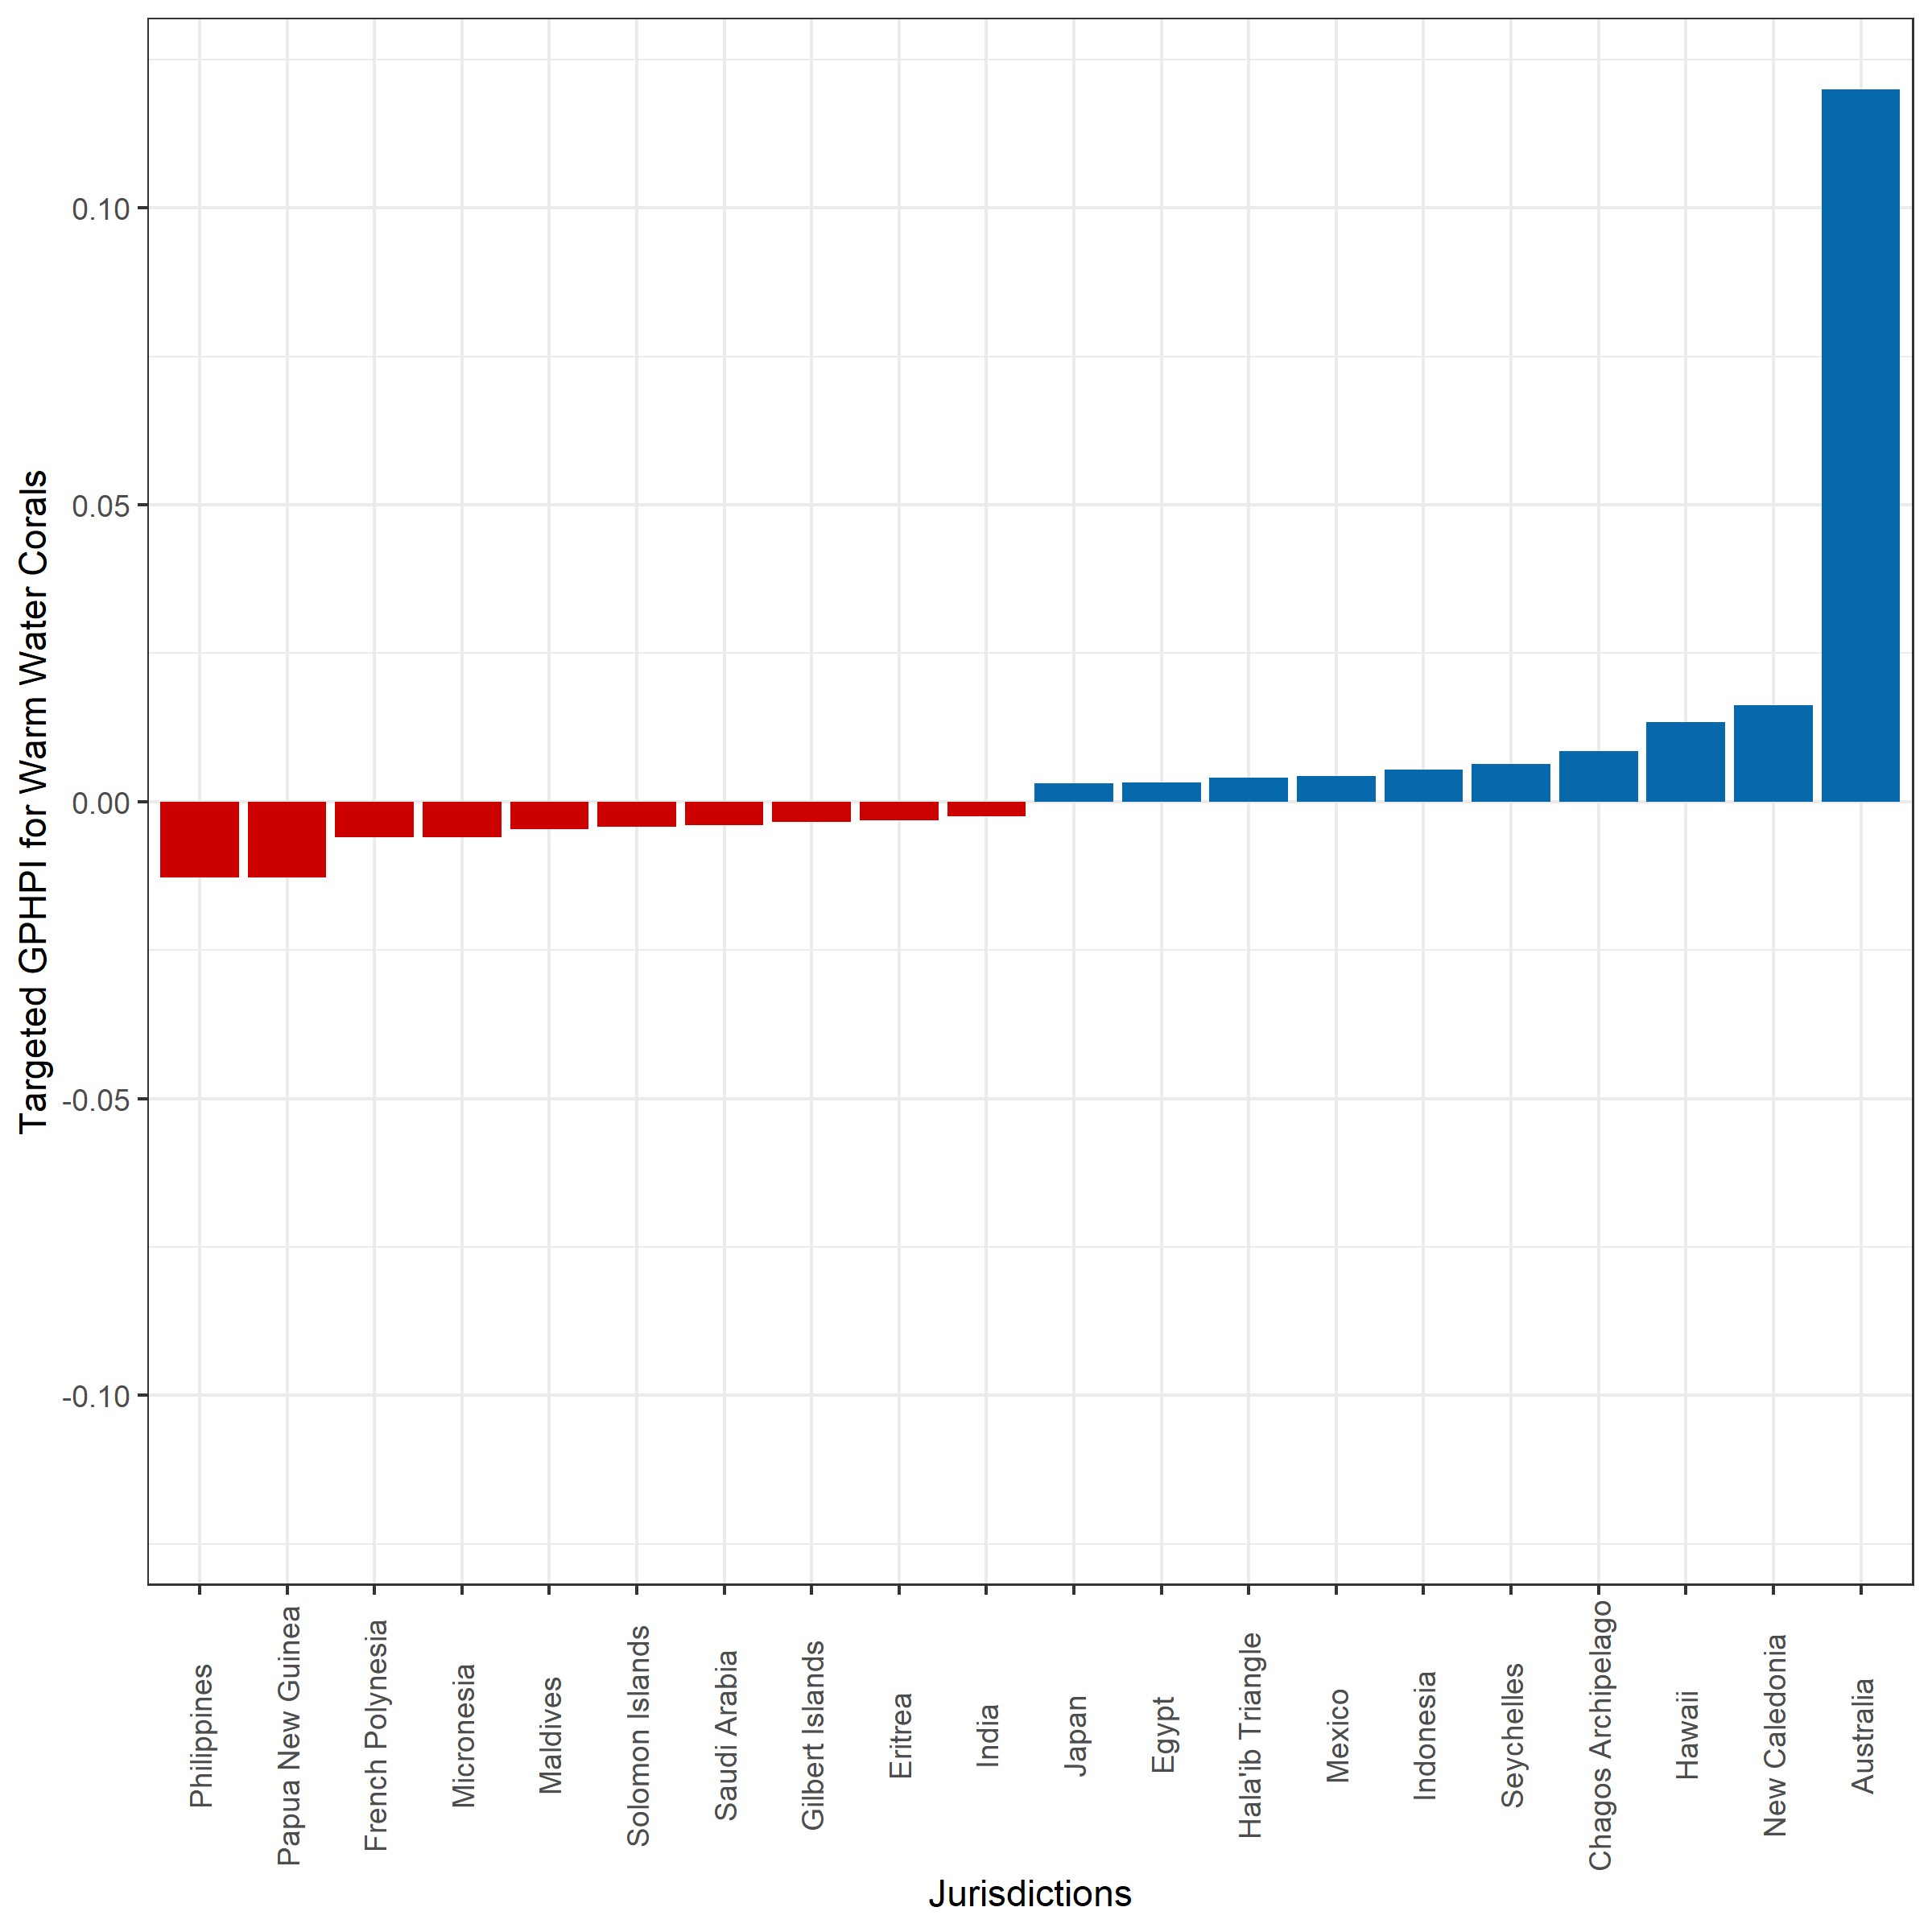 Targeted GPHPI for Warm Water Corals
0.10
0.05
0.00
-0.05
-0.10
Philippines
Papua New Guinea
French Polynesia
Micronesia
Maldives
Solomon Islands
Saudi Arabia
Gilbert Islands
Eritrea
India
Japan
Egypt
Hala'ib Triangle
Mexico
Indonesia
Seychelles
Chagos Archipelago
Hawaii
New Caledonia
Australia
Jurisdictions